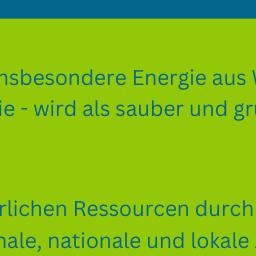 nsbesondere Energie aus
ie - wird als sauber und gr
rlichen Ressourcen durch
nale, nationale und lokale